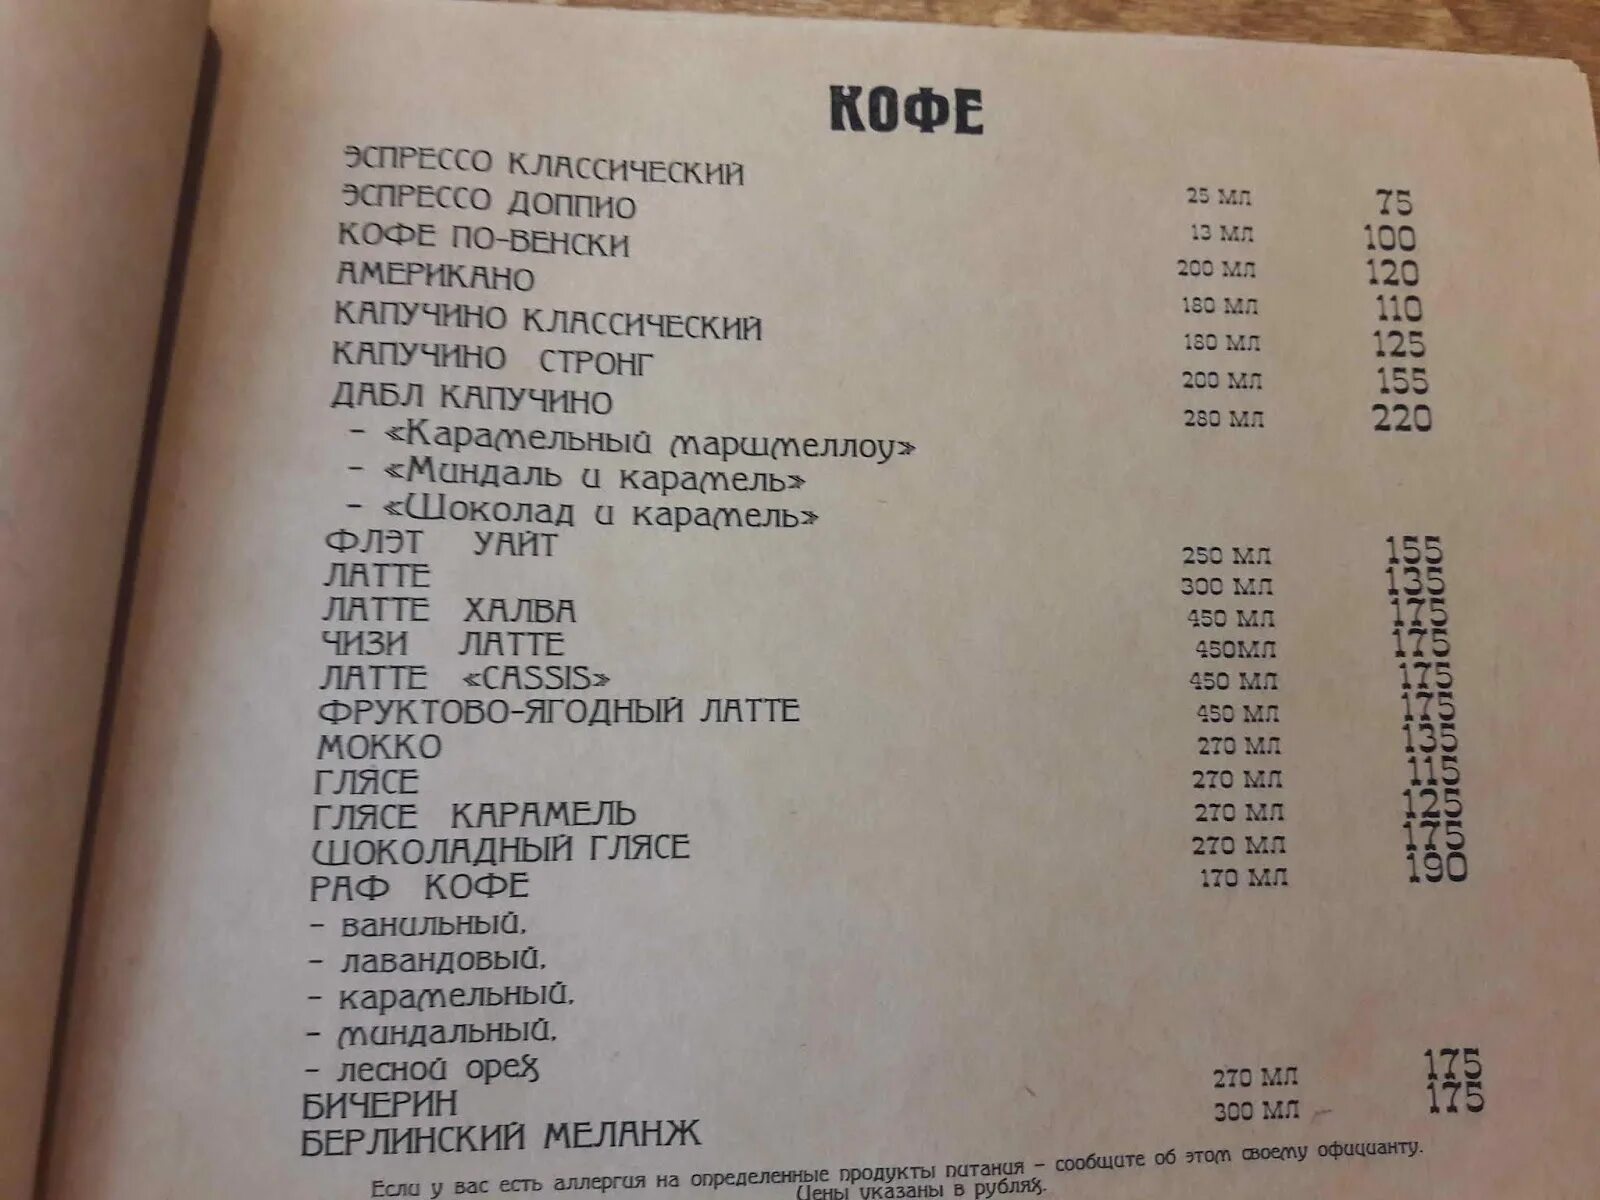 КОФЕ
ЭСПРЕССО КЛАССИЧЕСКИЙ 25 МЛ 75
ЭСПРЕССО ДОППИО 13 МЛ 100
КОФЕ ПО-ВЕНСКИ 200 МЛ 120
АМЕРИКАНО 180 МЛ 110
КАПУЧИНО КЛАССИЧЕСКИЙ 180 МЛ 125
КАПУЧИНО СТРОНГ 200 МЛ 155
ДАБЛ КАПУЧИНО 280 МЛ 220
- «Карамельный маршмеллоу»
- «Миндаль и карамель»
- «Шоколад и карамель»
ФЛЭТ УАЙТ 250 МЛ 155
ЛАТТЕ 300 МЛ 135
ЛАТТЕ ХАЛВА 450 МЛ 175
ЧИЗИ ЛАТТЕ 450МЛ 175
ЛАТТЕ «CASSIS» 450 МЛ 175
ФРУКТОВО-ЯГОДНЫЙ ЛАТТЕ 450 МЛ 175
МОККО 270 МЛ 135
ГЛЯСЕ 270 МЛ 115
ГЛЯСЕ КАРАМЕЛЬ 270 МЛ 125
ШОКОЛАДНЫЙ ГЛЯСЕ 270 МЛ 175
РАФ КОФЕ 170 МЛ 190
- ванильный,
- лавандовый,
- карамельный,
- миндальный,
- лесной орех
БИЧЕРИН 270 МЛ 175
БЕРЛИНСКИЙ МЕЛАНЖ 300 МЛ 175
Если у вас есть аллергия на определенные продукты питания - сообщите об этом своему официанту.
Цены указаны в рублях.